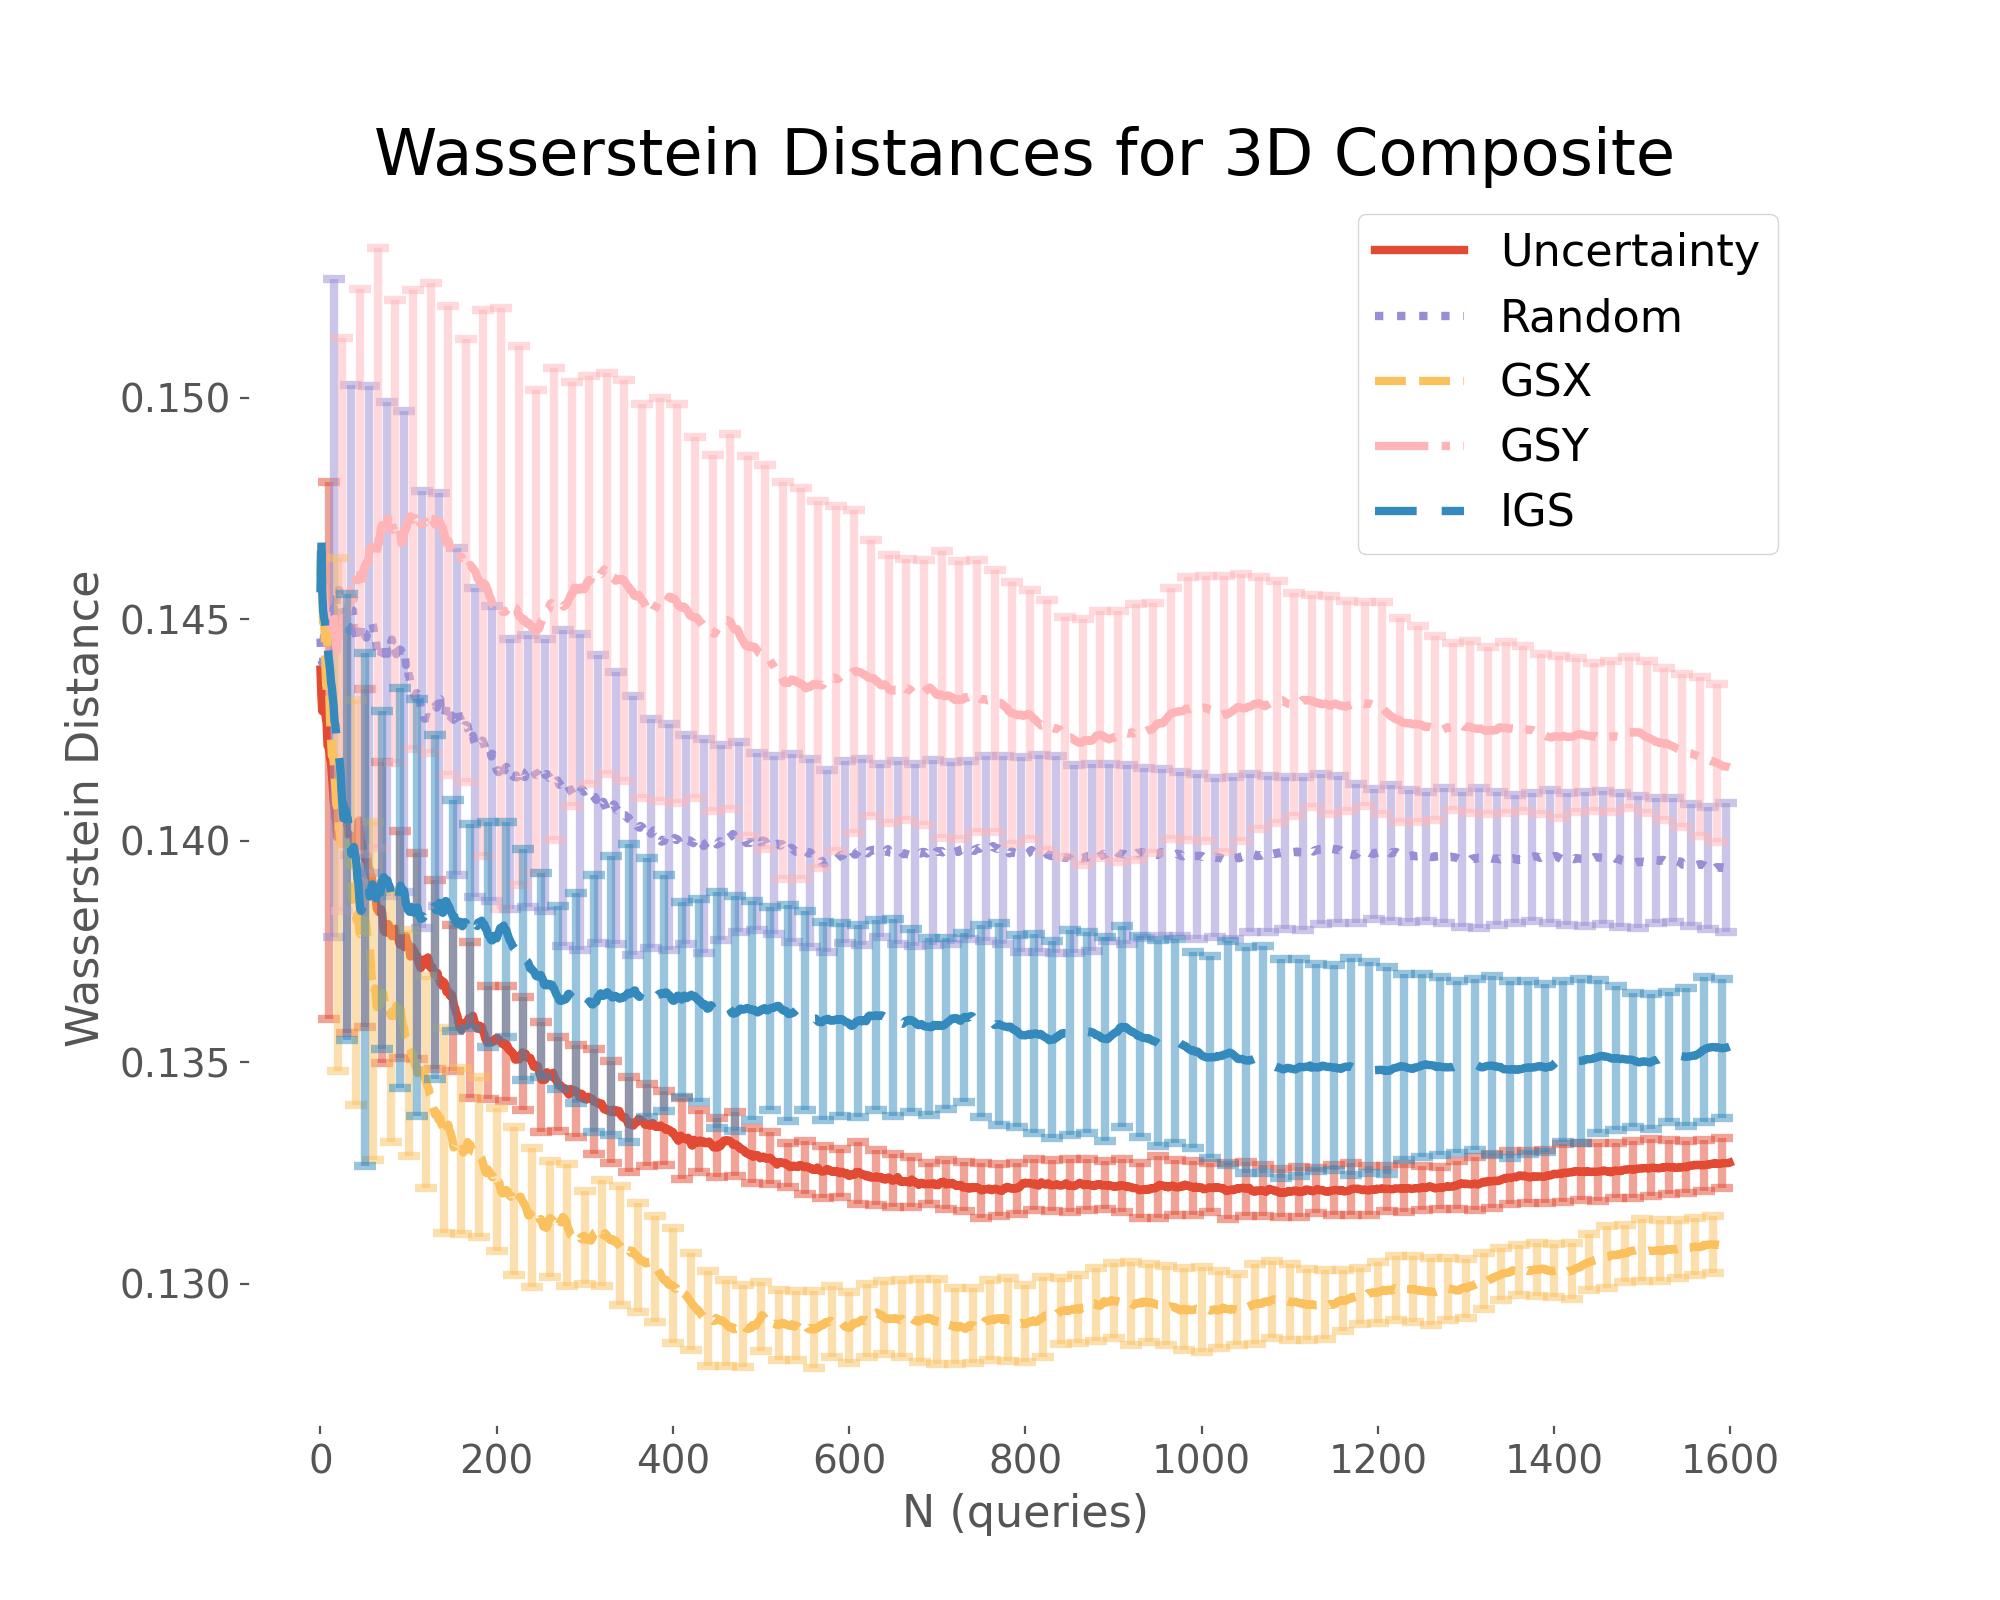 Wasserstein Distances for 3D Composite
Uncertainty
Random
GSX
GSY
IGS
Wasserstein Distance
0.150
0.145
0.140
0.135
0.130
0 200 400 600 800 1000 1200 1400 1600
N (queries)